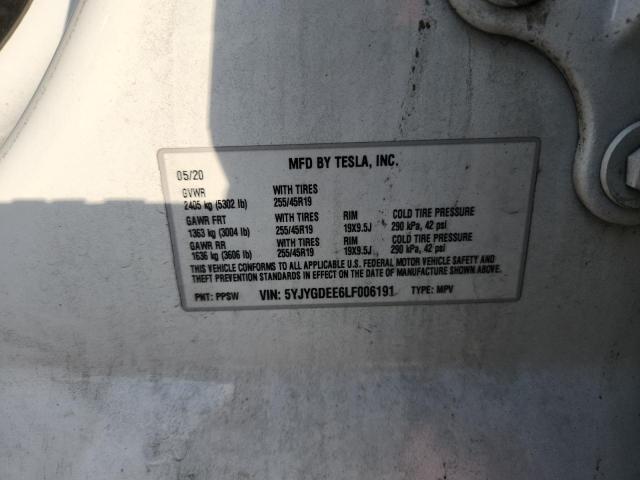 MFD BY TESLA, INC.
05/20
GVWR WITH TIRES
2405 kg (5302 lb) 255/45R19
GAWR FRT WITH TIRES RIM COLD TIRE PRESSURE
1363 kg (3004 lb) 255/45R19 19X9.5J 290 kPa, 42 psi
GAWR RR WITH TIRES RIM COLD TIRE PRESSURE
1636 kg (3606 lb) 255/45R19 19X9.5J 290 kPa, 42 psi
THIS VEHICLE CONFORMS TO ALL APPLICABLE U.S. FEDERAL MOTOR VEHICLE SAFETY AND
THEFT PREVENTION STANDARDS IN EFFECT ON THE DATE OF MANUFACTURE SHOWN ABOVE.
PNT: PPSW VIN: 5YJYGDEE6LF006191 TYPE: MPV